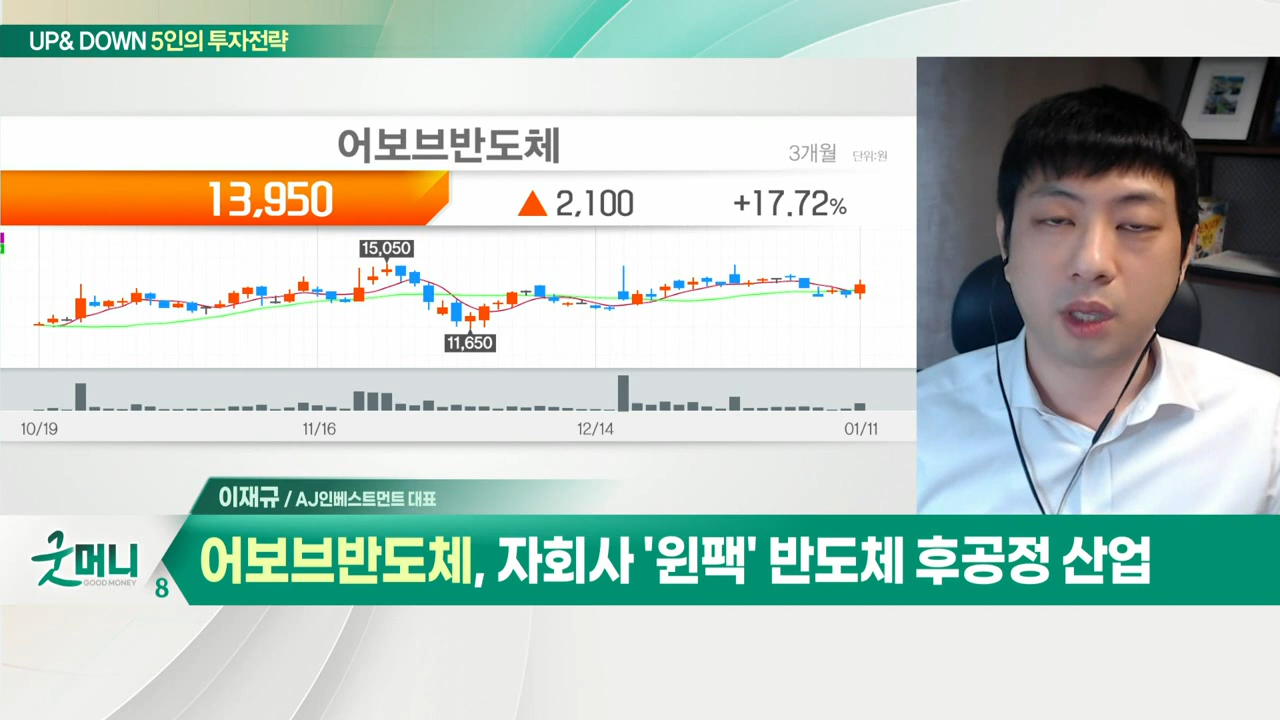 UP& DOWN 5인의 투자전략
어보브반도체
3개월 단위:원
13,950 ▲ 2,100 +17.72%
15,050
11,650
10/19 11/16 12/14 01/11
이재규 / AJ인베스트먼트 대표
굿머니
GOOD MONEY
8
어보브반도체, 자회사 '윈팩' 반도체 후공정 산업